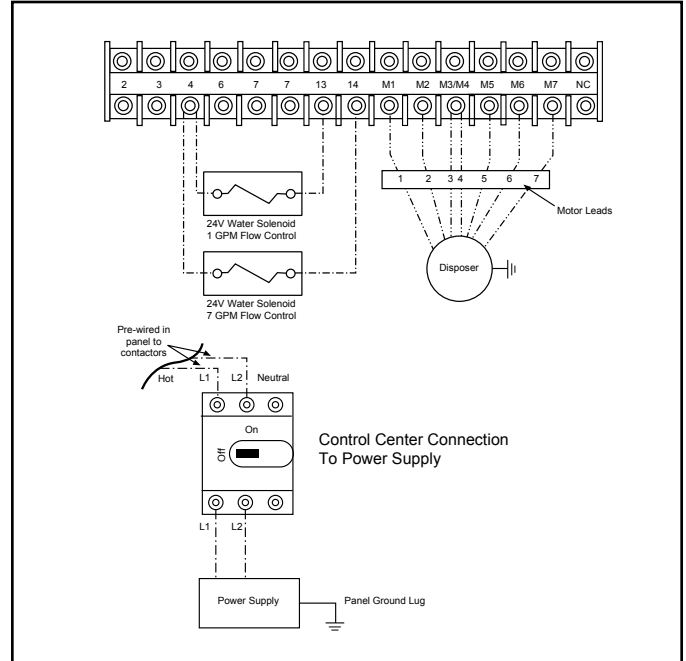 2 3 4 6 7 7 13 14 M1 M2 M3/M4 M5 M6 M7 NC
1 2 3 4 5 6 7
Motor Leads
24V Water Solenoid
1 GPM Flow Control
Disposer
24V Water Solenoid
7 GPM Flow Control
Pre-wired in
panel to
contactors
Hot L1 L2 Neutral
On
Off
Control Center Connection
To Power Supply
L1 L2
Power Supply
Panel Ground Lug